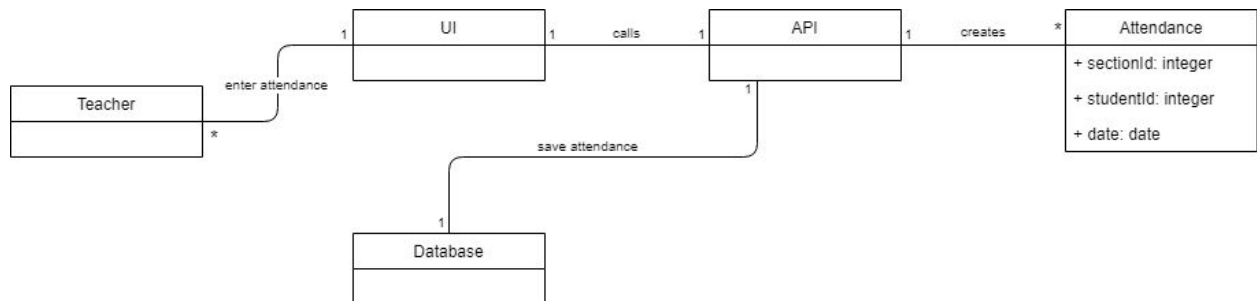 1
UI
1
calls
1
API
1
creates
*
Attendance
+ sectionId: integer
+ studentId: integer
+ date: date
enter attendance
Teacher
*
1
save attendance
1
Database